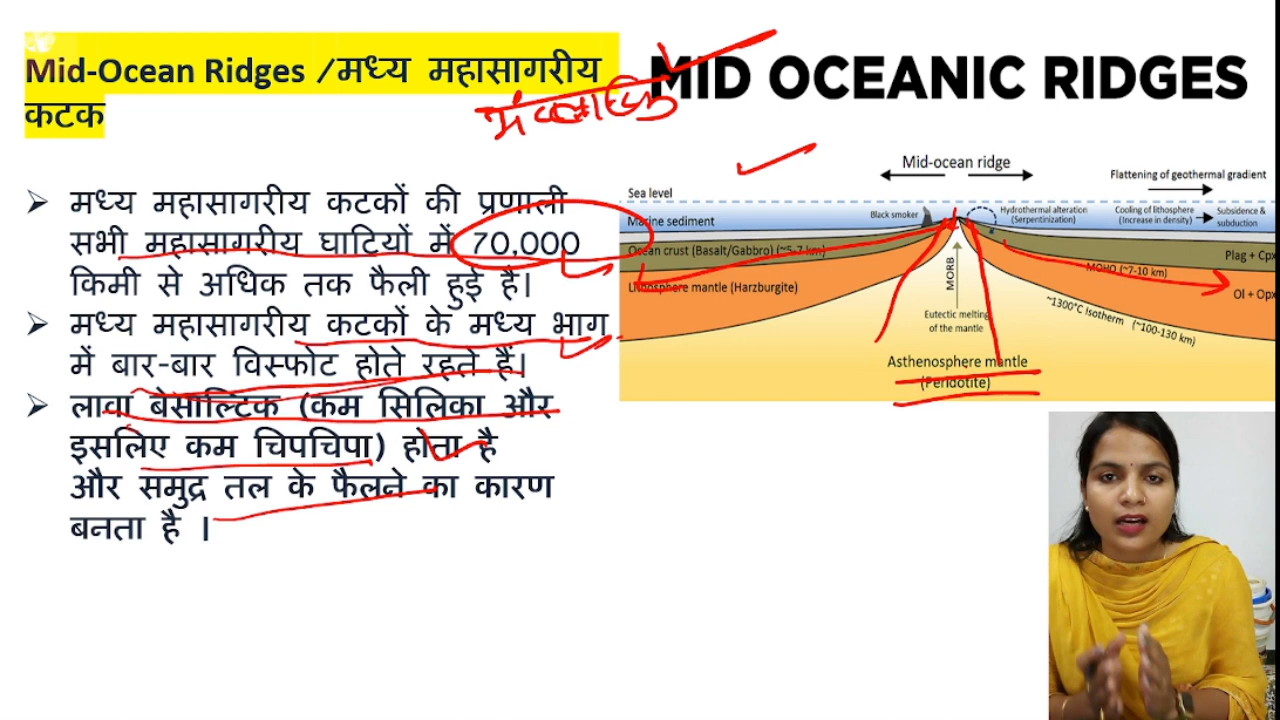 Mid-Ocean Ridges /मध्य महासागरीय
कटक
➢ मध्य महासागरीय कटकों की प्रणाली
सभी महासागरीय घाटियों में 70,000
किमी से अधिक तक फैली हुई है।
➢ मध्य महासागरीय कटकों के मध्य भाग
में बार-बार विस्फोट होते रहते हैं।
➢ लावा बेसाल्टिक (कम सिलिका और
इसलिए कम चिपचिपा) होता है
और समुद्र तल के फैलने का कारण
बनता है ।
MID OCEANIC RIDGES
Mid-ocean ridge
Flattening of geothermal gradient
Sea level
Marine sediment
Black smoker
Hydrothermal alteration
(Serpentinization)
Cooling of lithosphere
(Increase in density)
Subsidence &
subduction
Ocean crust (Basalt/Gabbro) (~5-7 km)
Plag + Cpx
MOHO (~7-10 km)
Lithosphere mantle (Harzburgite)
Ol + Opx
MORB
~1300°C Isotherm (~100-130 km)
Eutectic melting
of the mantle
Asthenosphere mantle
(Peridotite)